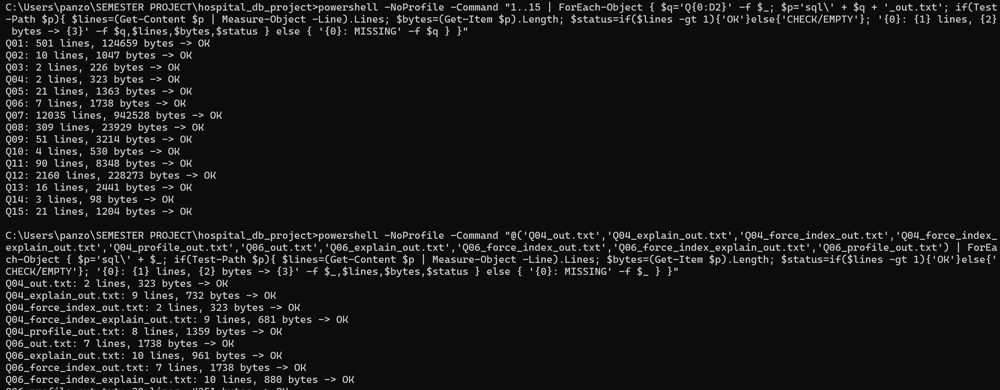 C:\Users\panzo\SEMESTER PROJECT\hospital_db_project>powershell -NoProfile -Command "1..15 | ForEach-Object { $q='Q{0:D2}' -f $_; $p='sql\' + $q + '_out.txt'; if(Test
-Path $p){ $lines=(Get-Content $p | Measure-Object -Line).Lines; $bytes=(Get-Item $p).Length; $status=if($lines -gt 1){'OK'}else{'CHECK/EMPTY'}; '{0}: {1} lines, {2}
 bytes -> {3}' -f $q,$lines,$bytes,$status } else { '{0}: MISSING' -f $q } }"
Q01: 501 lines, 124659 bytes -> OK
Q02: 10 lines, 1047 bytes -> OK
Q03: 2 lines, 226 bytes -> OK
Q04: 2 lines, 323 bytes -> OK
Q05: 21 lines, 1363 bytes -> OK
Q06: 7 lines, 1738 bytes -> OK
Q07: 12035 lines, 942528 bytes -> OK
Q08: 309 lines, 23929 bytes -> OK
Q09: 51 lines, 3214 bytes -> OK
Q10: 4 lines, 530 bytes -> OK
Q11: 90 lines, 8348 bytes -> OK
Q12: 2160 lines, 228273 bytes -> OK
Q13: 16 lines, 2441 bytes -> OK
Q14: 3 lines, 98 bytes -> OK
Q15: 21 lines, 1204 bytes -> OK
C:\Users\panzo\SEMESTER PROJECT\hospital_db_project>powershell -NoProfile -Command "@('Q04_out.txt','Q04_explain_out.txt','Q04_force_index_out.txt','Q04_force_index_
explain_out.txt','Q04_profile_out.txt','Q06_out.txt','Q06_explain_out.txt','Q06_force_index_out.txt','Q06_force_index_explain_out.txt','Q06_profile_out.txt') | ForEa
ch-Object { $p='sql\' + $_; if(Test-Path $p){ $lines=(Get-Content $p | Measure-Object -Line).Lines; $bytes=(Get-Item $p).Length; $status=if($lines -gt 1){'OK'}else{'
CHECK/EMPTY'}; '{0}: {1} lines, {2} bytes -> {3}' -f $_,$lines,$bytes,$status } else { '{0}: MISSING' -f $_ } }"
Q04_out.txt: 2 lines, 323 bytes -> OK
Q04_explain_out.txt: 9 lines, 732 bytes -> OK
Q04_force_index_out.txt: 2 lines, 323 bytes -> OK
Q04_force_index_explain_out.txt: 9 lines, 681 bytes -> OK
Q04_profile_out.txt: 8 lines, 1359 bytes -> OK
Q06_out.txt: 7 lines, 1738 bytes -> OK
Q06_explain_out.txt: 10 lines, 961 bytes -> OK
Q06_force_index_out.txt: 7 lines, 1738 bytes -> OK
Q06_force_index_explain_out.txt: 10 lines, 880 bytes -> OK